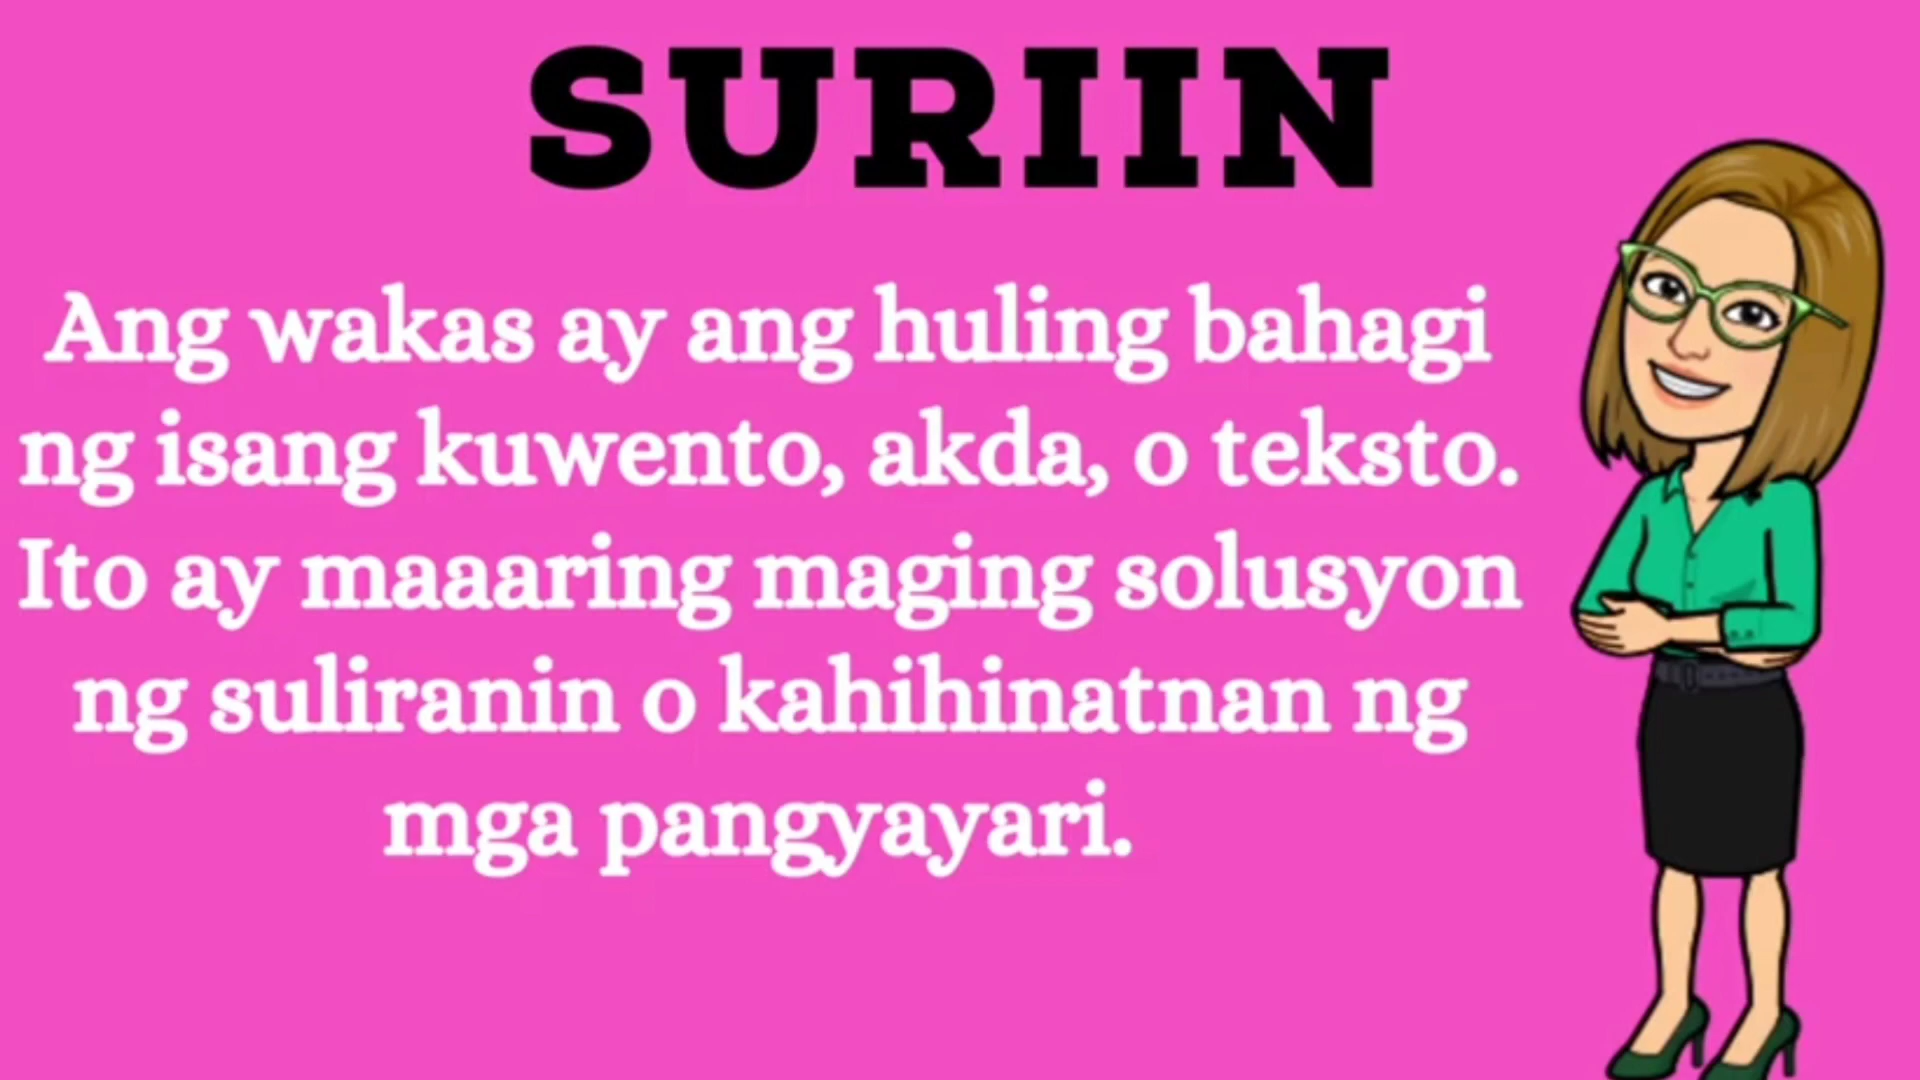 SURIIN
Ang wakas ay ang huling bahagi
ng isang kuwento, akda, o teksto.
Ito ay maaaring maging solusyon
ng suliranin o kahihinatnan ng
mga pangyayari.